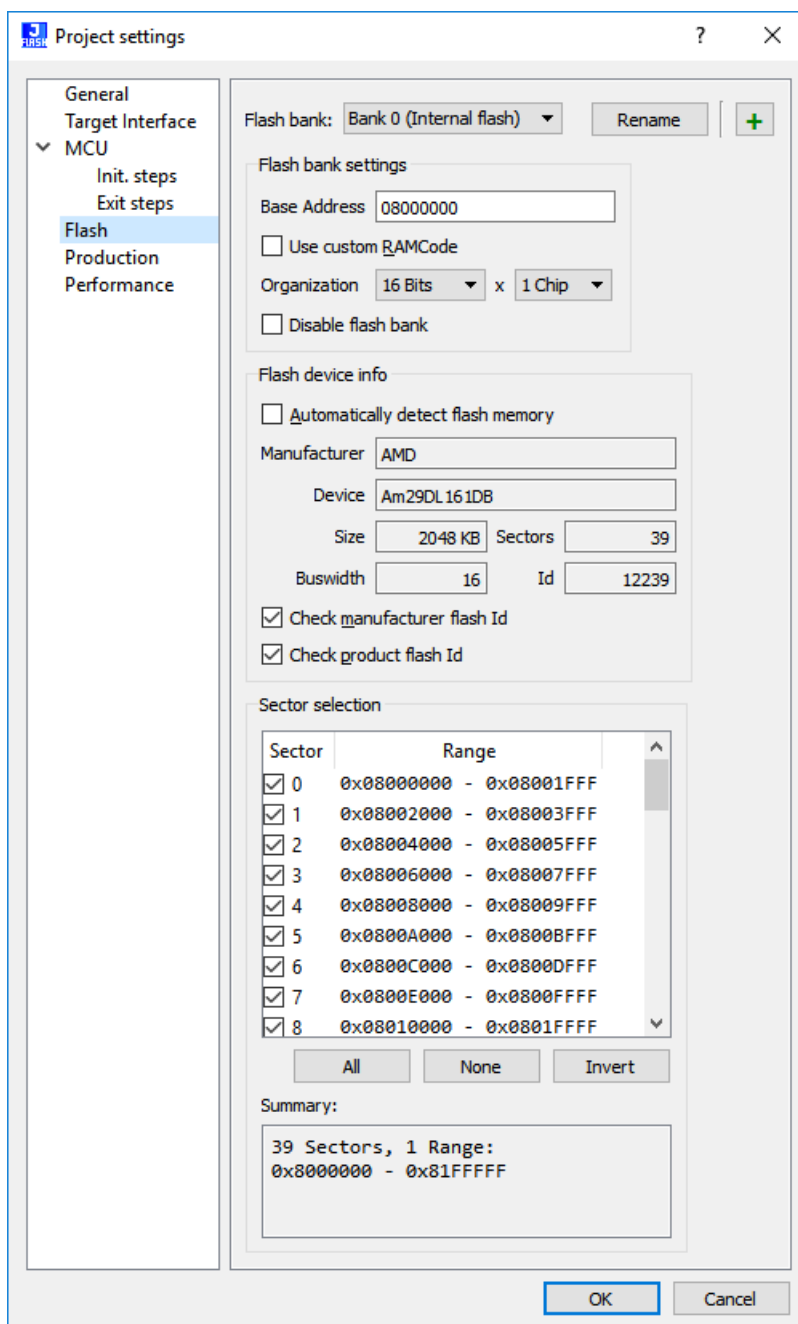 J FLASH Project settings ? ×
General
Target Interface
MCU
Init. steps
Exit steps
Flash
Production
Performance
Flash bank: Bank 0 (Internal flash) Rename +
Flash bank settings
Base Address 08000000
Use custom RAMCode
Organization 16 Bits x 1 Chip
Disable flash bank
Flash device info
Automatically detect flash memory
Manufacturer AMD
Device Am29DL161DB
Size 2048 KB Sectors 39
Buswidth 16 Id 12239
Check manufacturer flash Id
Check product flash Id
Sector selection
Sector Range
0 0x08000000 - 0x08001FFF
1 0x08002000 - 0x08003FFF
2 0x08004000 - 0x08005FFF
3 0x08006000 - 0x08007FFF
4 0x08008000 - 0x08009FFF
5 0x0800A000 - 0x0800BFFF
6 0x0800C000 - 0x0800DFFF
7 0x0800E000 - 0x0800FFFF
8 0x08010000 - 0x0801FFFF
All None Invert
Summary:
39 Sectors, 1 Range:
0x8000000 - 0x81FFFFF
OK Cancel